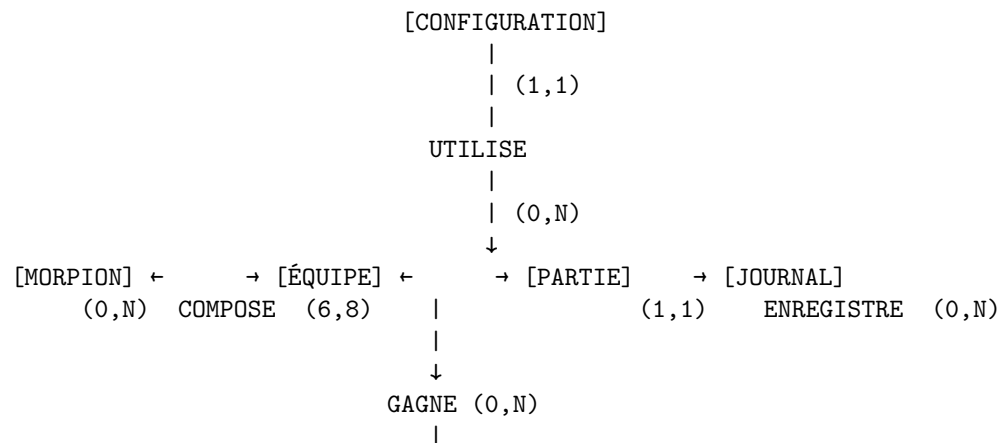 [CONFIGURATION]
|
| (1,1)
|
UTILISE
|
| (0,N)
↓
[MORPION] ← → [ÉQUIPE] ← → [PARTIE] → [JOURNAL]
(0,N) COMPOSE (6,8) | (1,1) ENREGISTRE (0,N)
|
↓
GAGNE (0,N)
|